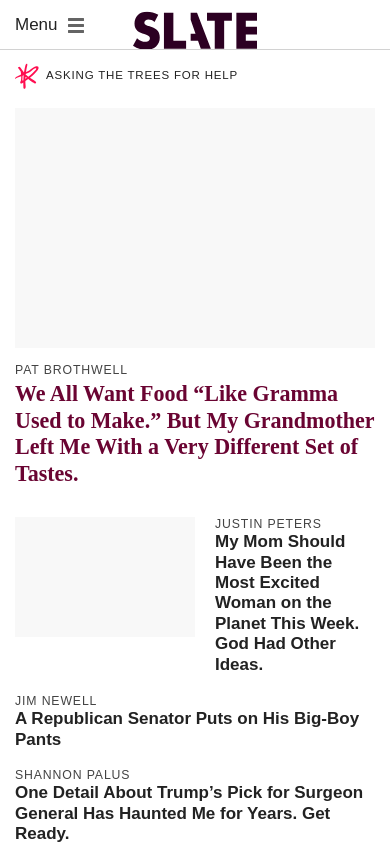 Menu
SLATE
ASKING THE TREES FOR HELP
PAT BROTHWELL
We All Want Food “Like Gramma
Used to Make.” But My Grandmother
Left Me With a Very Different Set of
Tastes.
JUSTIN PETERS
My Mom Should
Have Been the
Most Excited
Woman on the
Planet This Week.
God Had Other
Ideas.
JIM NEWELL
A Republican Senator Puts on His Big-Boy
Pants
SHANNON PALUS
One Detail About Trump’s Pick for Surgeon
General Has Haunted Me for Years. Get
Ready.